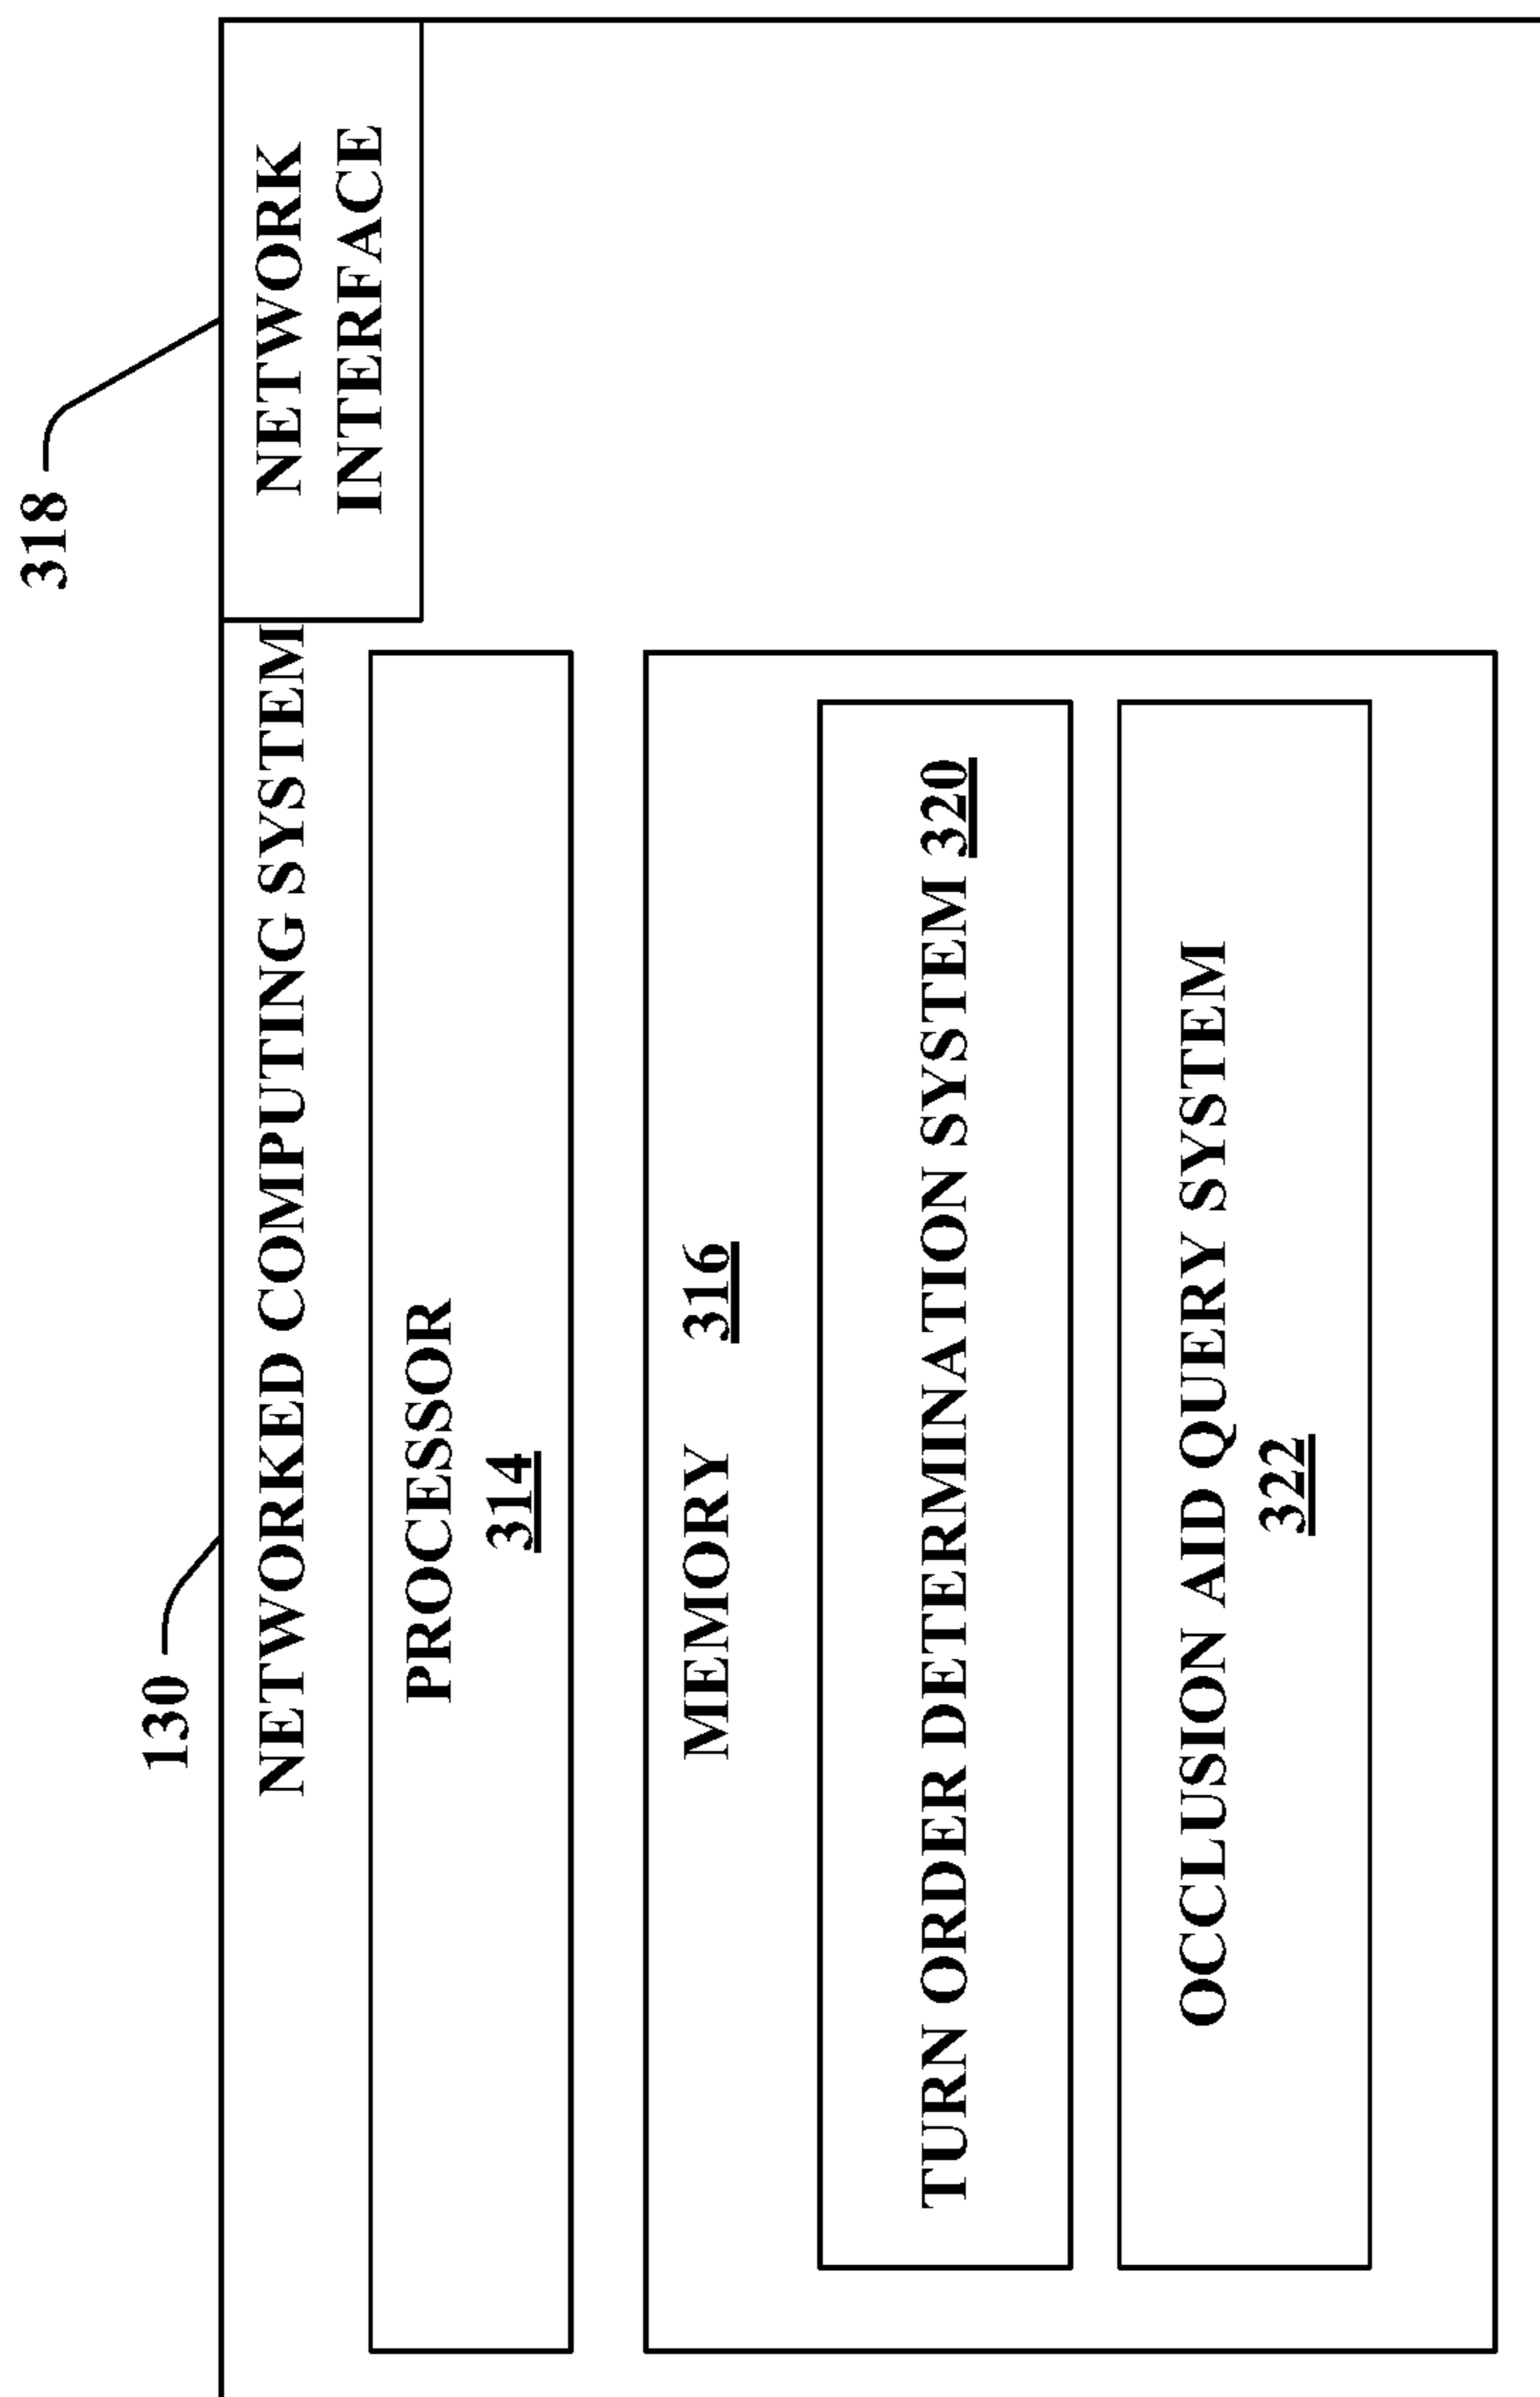 130
318
NETWORKED COMPUTING SYSTEM
NETWORK
INTERFACE
PROCESSOR
314
MEMORY 316
TURN ORDER DETERMINATION SYSTEM 320
OCCLUSION AID QUERY SYSTEM
322